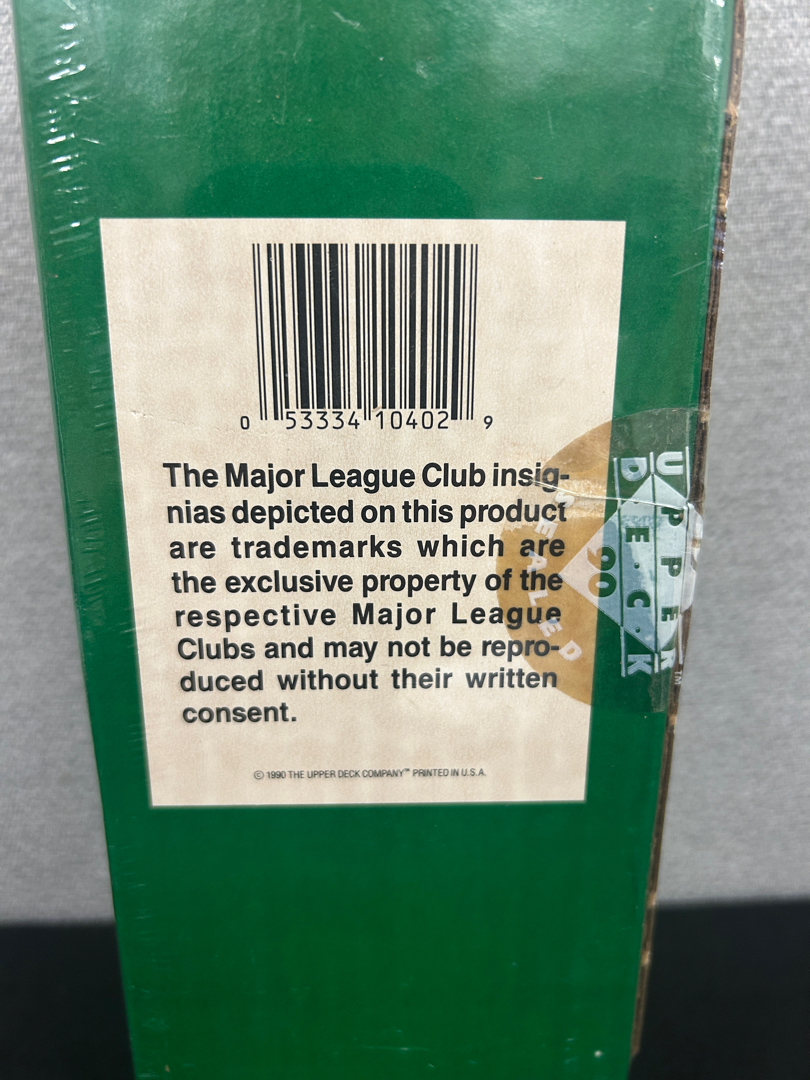 0 53334 10402 9
The Major League Club insig-
nias depicted on this product
are trademarks which are
the exclusive property of the
respective Major League
Clubs and may not be repro-
duced without their written
consent.
© 1990 THE UPPER DECK COMPANY™ PRINTED IN U.S.A.
UPPER
DE·C·K
90
SEALED
™